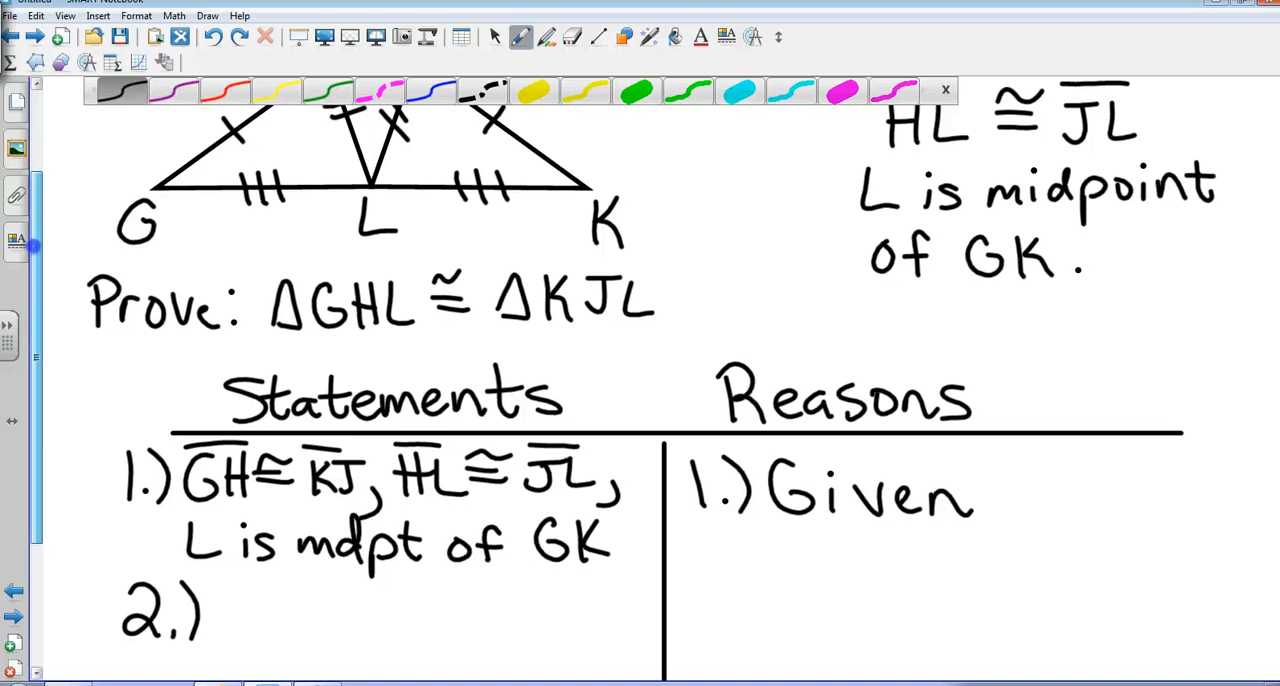 File Edit View Insert Format Math Draw Help
HL ≅ JL
L is midpoint
of GK.
G L K
Prove: ΔGHL ≅ ΔKJL
Statements Reasons
1.) GH ≅ KJ, HL ≅ JL,
L is mdpt of GK
1.) Given
2.)